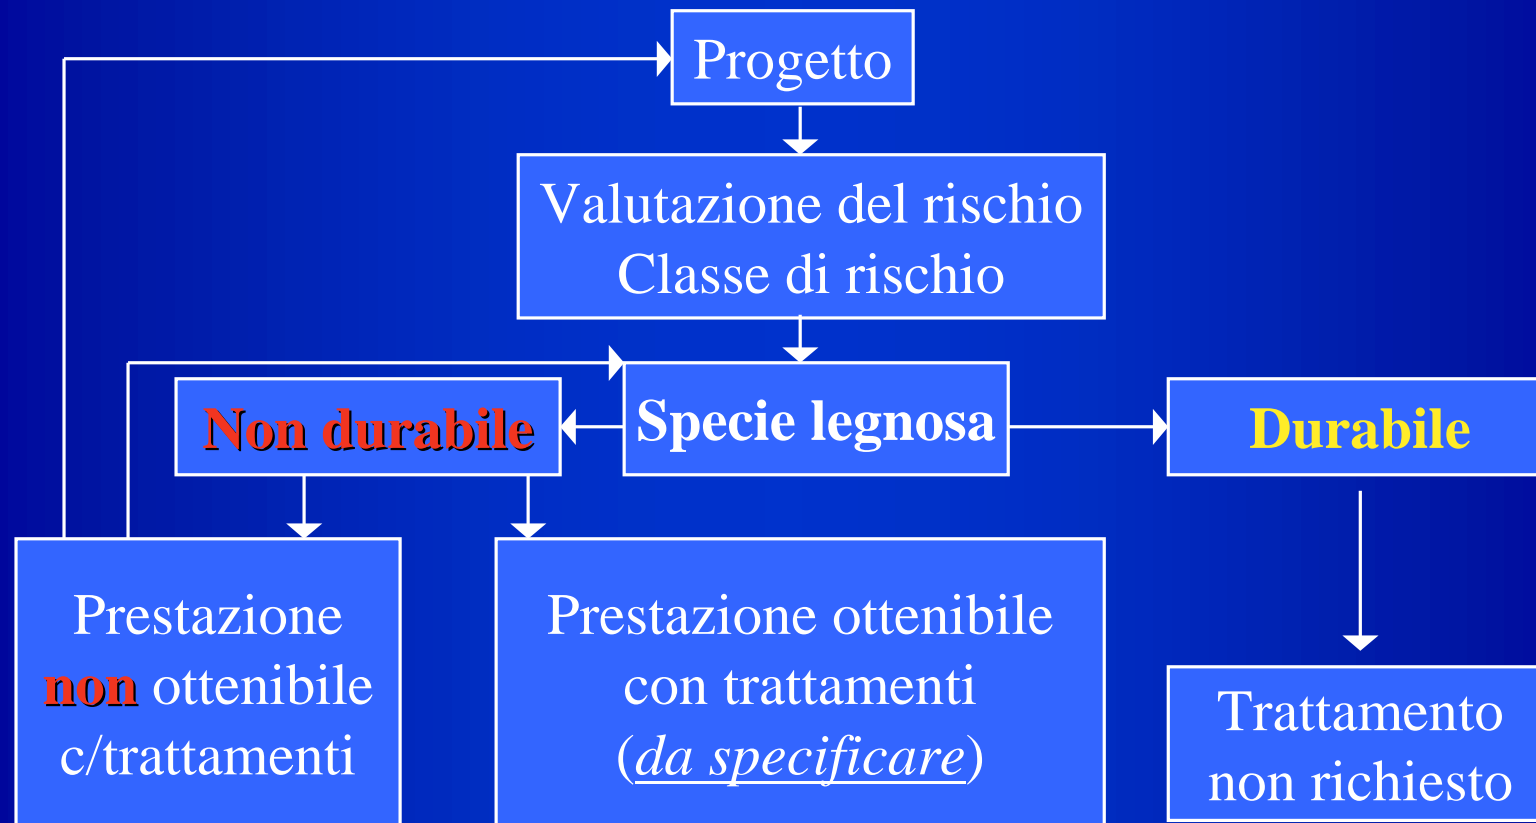 Progetto
Valutazione del rischio
Classe di rischio
Non durabile
Specie legnosa
Durabile
Prestazione
non ottenibile
c/trattamenti
Prestazione ottenibile
con trattamenti
(da specificare)
Trattamento
non richiesto